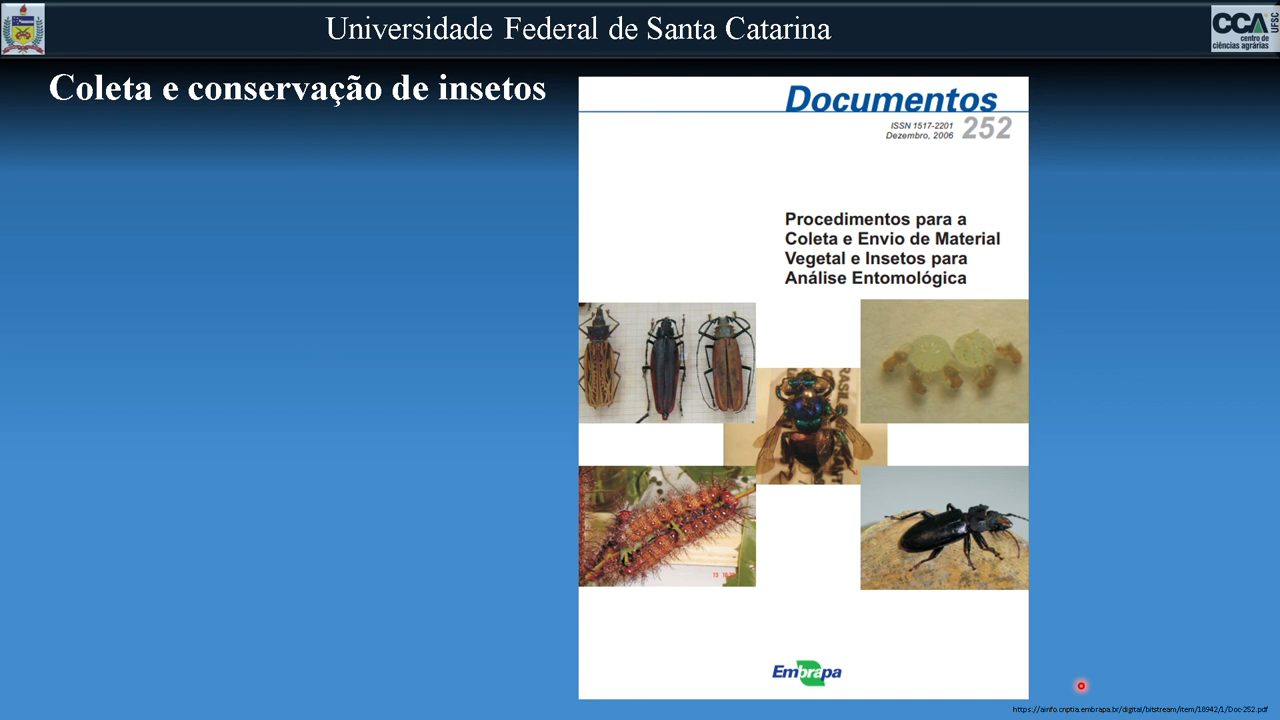 Universidade Federal de Santa Catarina
CCA
UFSC
centro de
ciências agrárias
Coleta e conservação de insetos
Documentos
ISSN 1517-2201
Dezembro, 2006
252
Procedimentos para a
Coleta e Envio de Material
Vegetal e Insetos para
Análise Entomológica
Embrapa
https://ainfo.cnptia.embrapa.br/digital/bitstream/item/18942/1/Doc-252.pdf